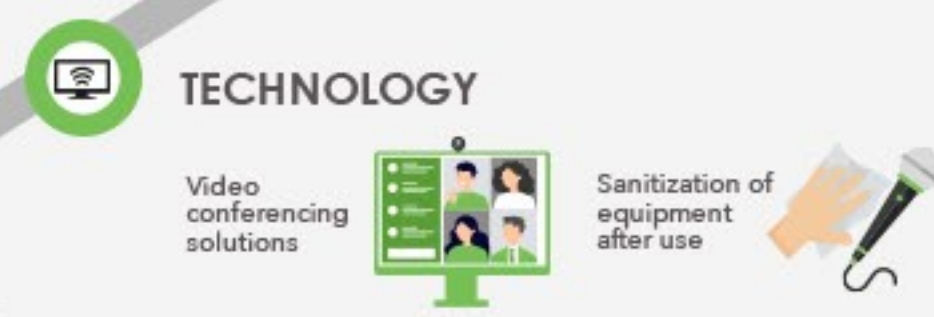 TECHNOLOGY
Video
conferencing
solutions
Sanitization of
equipment
after use